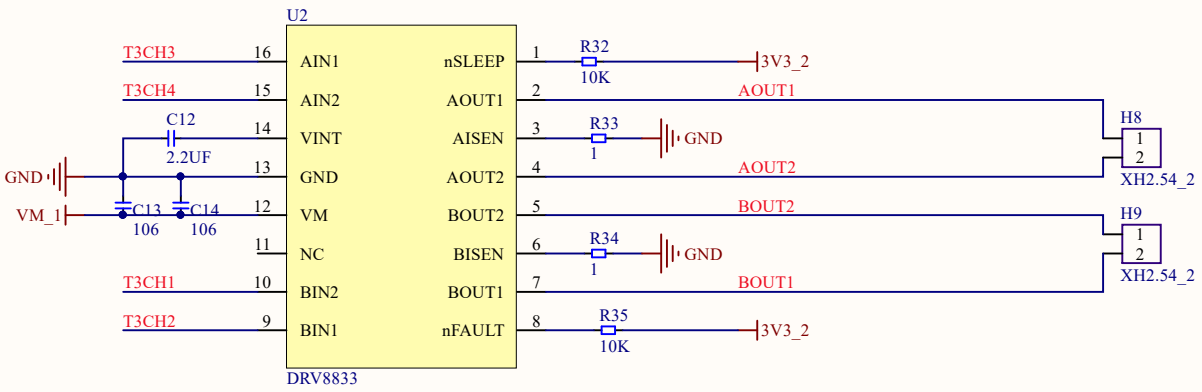 U2
T3CH3 16 AIN1 nSLEEP 1 R32 10K 3V3_2
T3CH4 15 AIN2 AOUT1 2 AOUT1
C12 2.2UF 14 VINT AISEN 3 R33 1 GND
H8 1 2 XH2.54_2
GND 13 GND AOUT2 4 AOUT2
VM_1 C13 106 C14 106 12 VM BOUT2 5 BOUT2
H9 1 2 XH2.54_2
11 NC BISEN 6 R34 1 GND
T3CH1 10 BIN2 BOUT1 7 BOUT1
T3CH2 9 BIN1 nFAULT 8 R35 10K 3V3_2
DRV8833